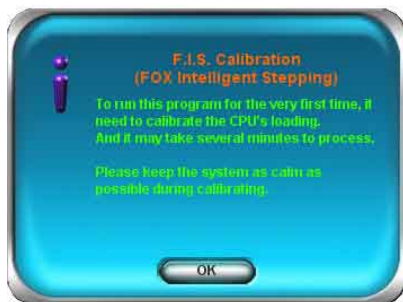 F.I.S. Calibration
(FOX Intelligent Stepping)
To run this program for the very first time, it
need to calibrate the CPU's loading.
And it may take several minutes to process.
Please keep the system as calm as
possible during calibrating.
OK